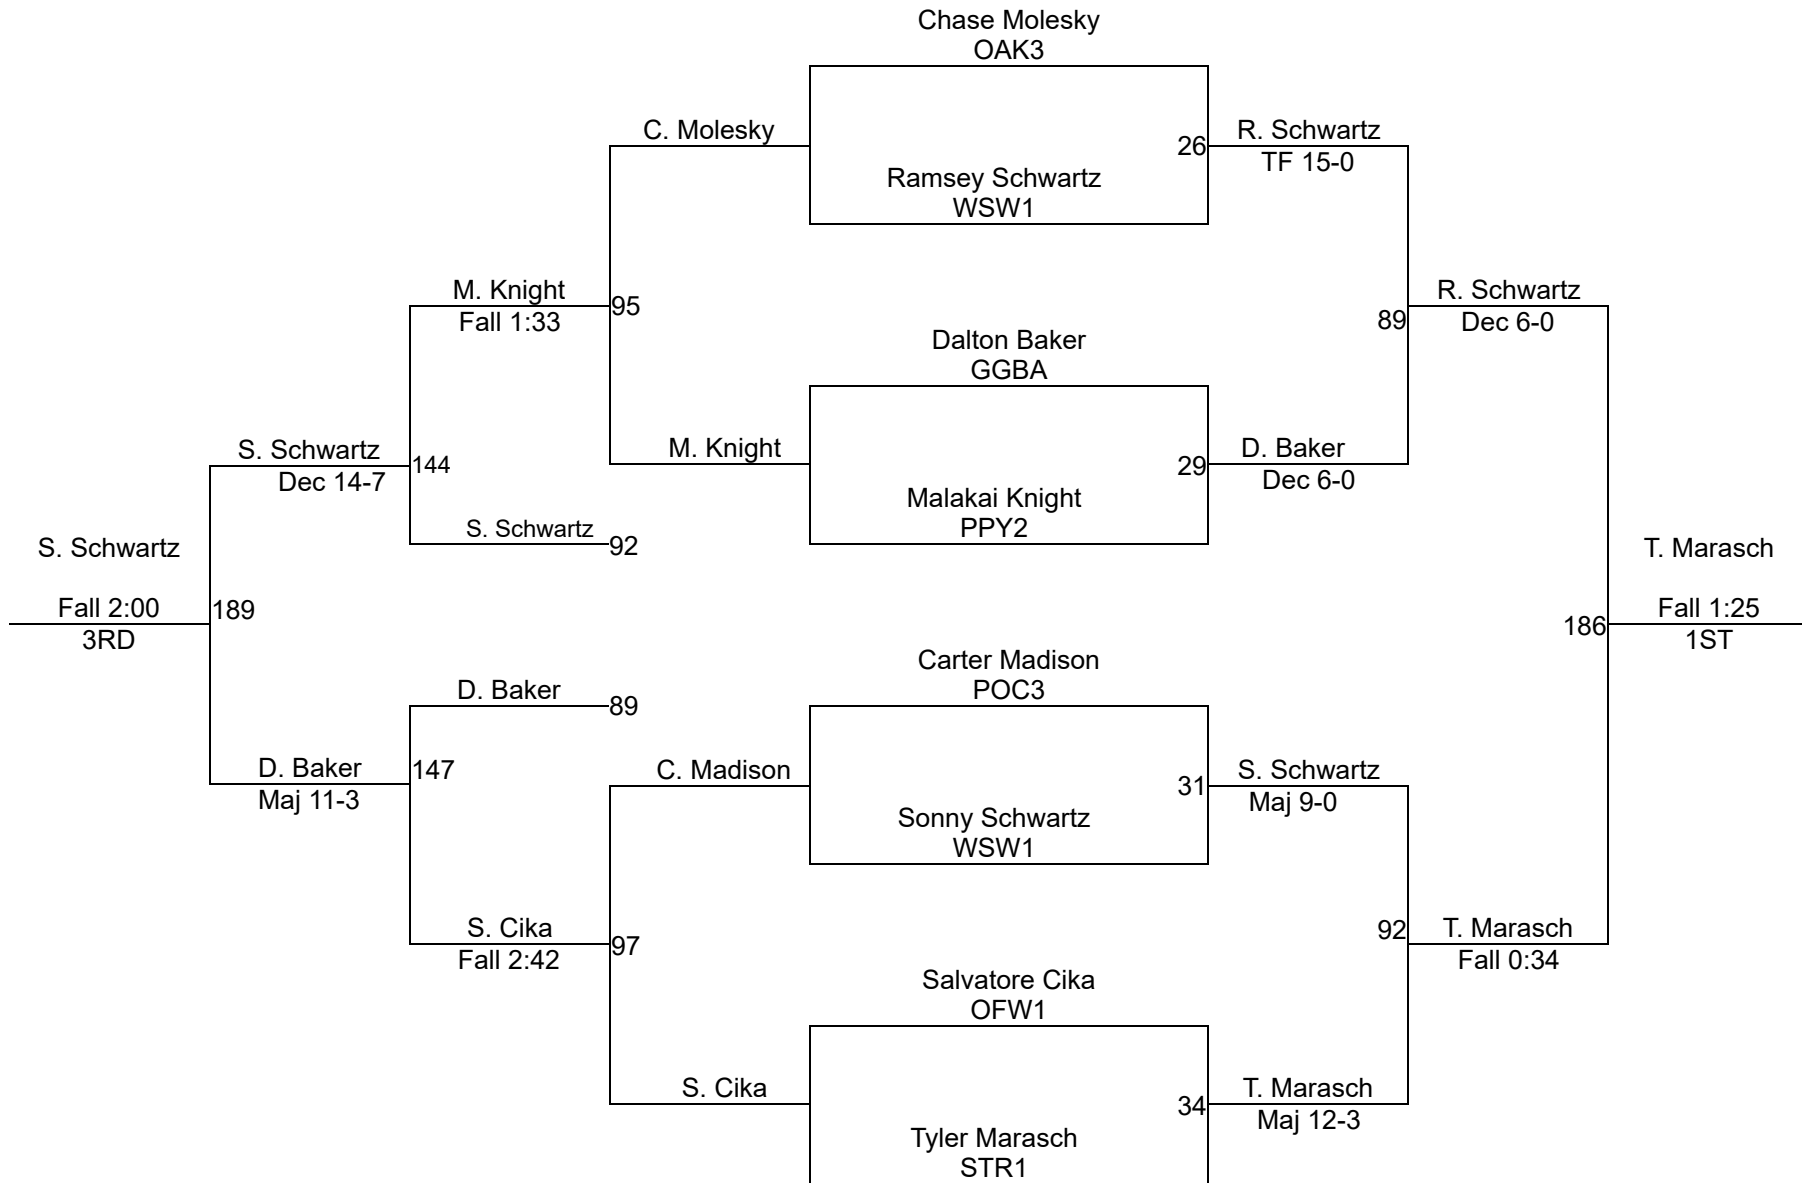 Chase Molesky
OAK3
C. Molesky
26
R. Schwartz
TF 15-0
Ramsey Schwartz
WSW1
M. Knight
Fall 1:33
95
R. Schwartz
Dec 6-0
89
Dalton Baker
GGBA
S. Schwartz
Dec 14-7
144
M. Knight
29
D. Baker
Dec 6-0
Malakai Knight
PPY2
S. Schwartz
92
S. Schwartz
Fall 2:00
3RD
189
T. Marasch
Fall 1:25
1ST
186
Carter Madison
POC3
D. Baker
89
D. Baker
Maj 11-3
147
C. Madison
31
S. Schwartz
Maj 9-0
Sonny Schwartz
WSW1
S. Cika
Fall 2:42
97
92
T. Marasch
Fall 0:34
Salvatore Cika
OFW1
S. Cika
34
T. Marasch
Maj 12-3
Tyler Marasch
STR1